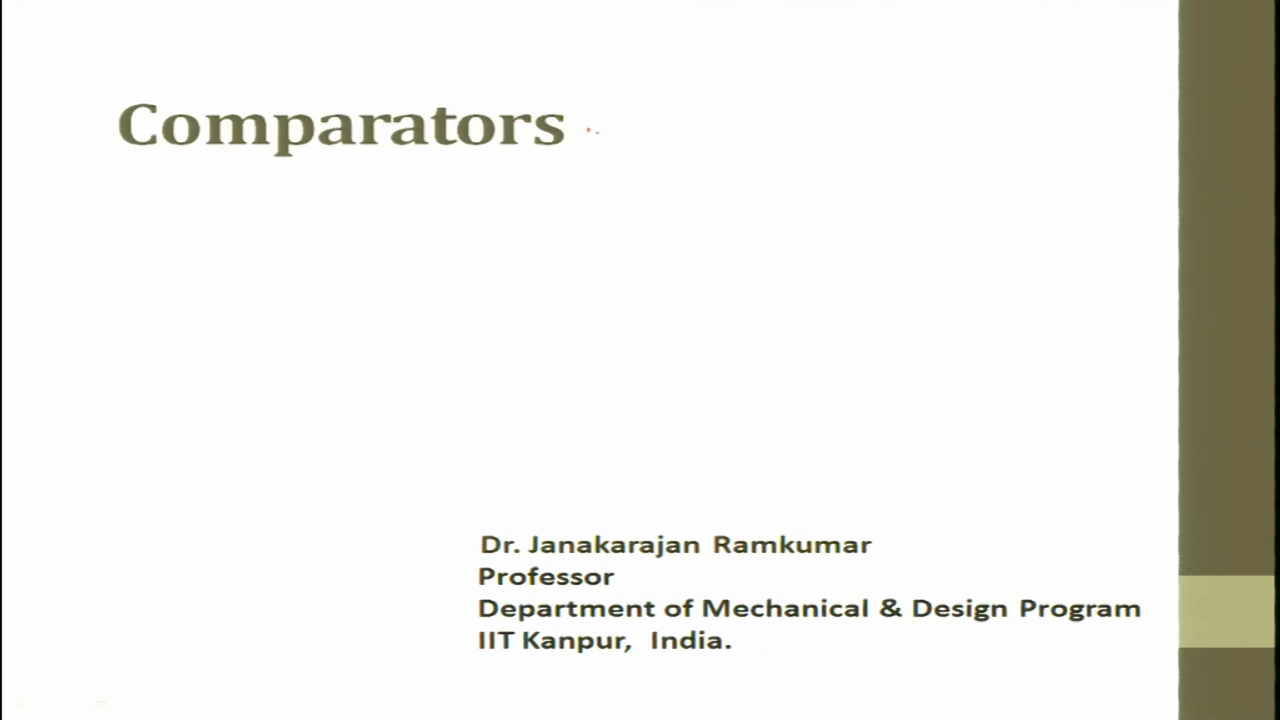 Comparators
Dr. Janakarajan Ramkumar
Professor
Department of Mechanical & Design Program
IIT Kanpur, India.